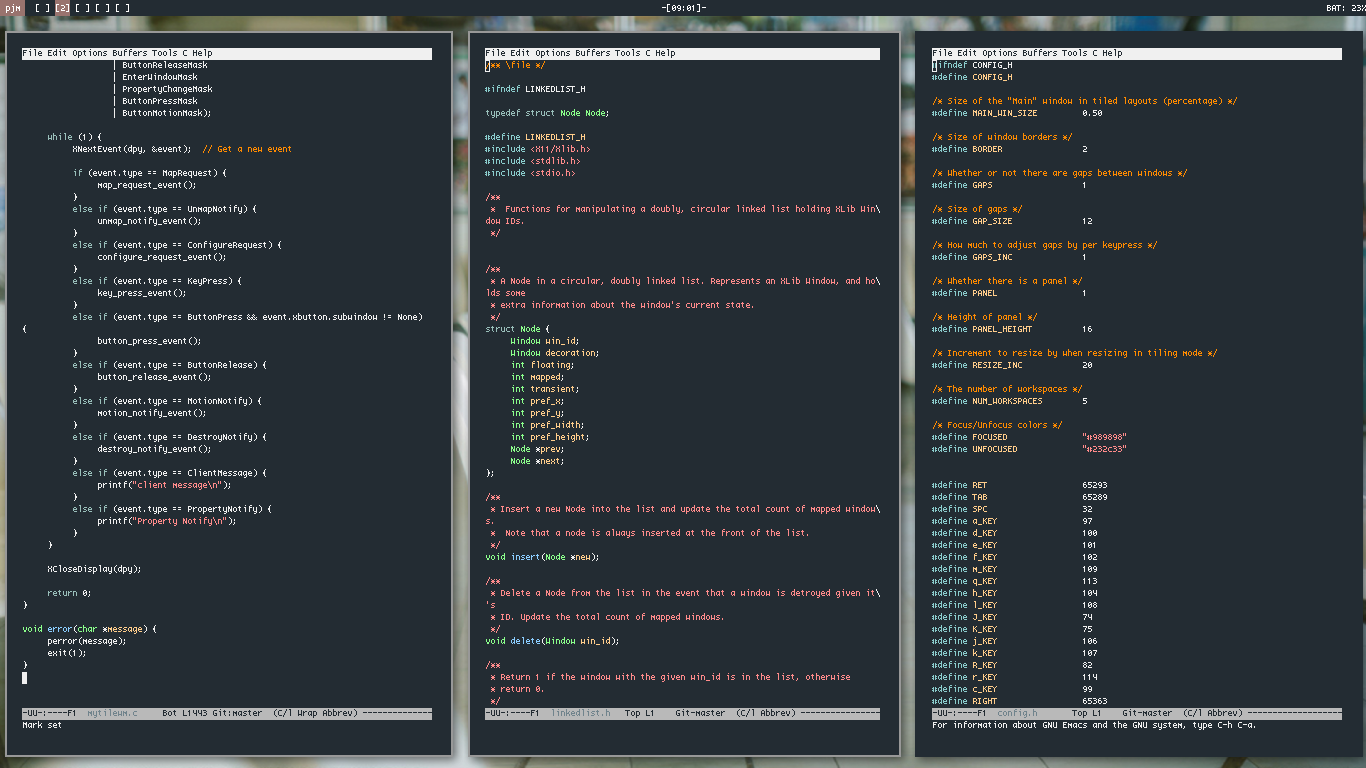 pjm [ ] [2] [ ] [ ] [ ] -[09:01]- BAT: 23%
File Edit Options Buffers Tools C Help
| ButtonReleaseMask
| EnterWindowMask
| PropertyChangeMask
| ButtonPressMask
| ButtonMotionMask);
while (1) {
XNextEvent(dpy, &event);  // Get a new event
if (event.type == MapRequest) {
map_request_event();
}
else if (event.type == UnmapNotify) {
unmap_notify_event();
}
else if (event.type == ConfigureRequest) {
configure_request_event();
}
else if (event.type == KeyPress) {
key_press_event();
}
else if (event.type == ButtonPress && event.xbutton.subwindow != None)
{
button_press_event();
}
else if (event.type == ButtonRelease) {
button_release_event();
}
else if (event.type == MotionNotify) {
motion_notify_event();
}
else if (event.type == DestroyNotify) {
destroy_notify_event();
}
else if (event.type == ClientMessage) {
printf("client message\n");
}
else if (event.type == PropertyNotify) {
printf("Property Notify\n");
}
}
XCloseDisplay(dpy);
return 0;
}
void error(char *message) {
perror(message);
exit(1);
}
-UU-:----F1  mytilewm.c    Bot L1443 Git:master  (C/l Wrap Abbrev) --------------
Mark set
File Edit Options Buffers Tools C Help
/** \file */
#ifndef LINKEDLIST_H
typedef struct Node Node;
#define LINKEDLIST_H
#include <X11/Xlib.h>
#include <stdlib.h>
#include <stdio.h>
/**
*  Functions for manipulating a doubly, circular linked list holding XLib Win\
dow IDs.
*/
/**
* A Node in a circular, doubly linked list. Represents an XLib Window, and ho\
lds some
* extra information about the window's current state.
*/
struct Node {
Window win_id;
Window decoration;
int floating;
int mapped;
int transient;
int pref_x;
int pref_y;
int pref_width;
int pref_height;
Node *prev;
Node *next;
};
/**
* Insert a new Node into the list and update the total count of mapped window\
s.
*  Note that a node is always inserted at the front of the list.
*/
void insert(Node *new);
/**
* Delete a Node from the list in the event that a window is detroyed given it\
's
* ID. Update the total count of mapped windows.
*/
void delete(Window win_id);
/**
* Return 1 if the window with the given win_id is in the list, otherwise
* return 0.
*/
-UU-:----F1  linkedlist.h   Top L1    Git-master  (C/l Abbrev) ----------------
File Edit Options Buffers Tools C Help
#ifndef CONFIG_H
#define CONFIG_H
/* Size of the "Main" window in tiled layouts (percentage) */
#define MAIN_WIN_SIZE 0.50
/* Size of window borders */
#define BORDER 2
/* Whether or not there are gaps between windows */
#define GAPS 1
/* Size of gaps */
#define GAP_SIZE 12
/* How much to adjust gaps by per keypress */
#define GAPS_INC 1
/* Whether there is a panel */
#define PANEL 1
/* Height of panel */
#define PANEL_HEIGHT 16
/* Increment to resize by when resizing in tiling mode */
#define RESIZE_INC 20
/* The number of workspaces */
#define NUM_WORKSPACES 5
/* Focus/Unfocus colors */
#define FOCUSED "#989898"
#define UNFOCUSED "#232c33"
#define RET 65293
#define TAB 65289
#define SPC 32
#define a_KEY 97
#define d_KEY 100
#define e_KEY 101
#define f_KEY 102
#define m_KEY 109
#define q_KEY 113
#define h_KEY 104
#define l_KEY 108
#define J_KEY 74
#define K_KEY 75
#define j_KEY 106
#define k_KEY 107
#define R_KEY 82
#define r_KEY 114
#define c_KEY 99
#define RIGHT 65363
-UU-:----F1  config.h       Top L1    Git-master  (C/l Abbrev) -------------------
For information about GNU Emacs and the GNU system, type C-h C-a.